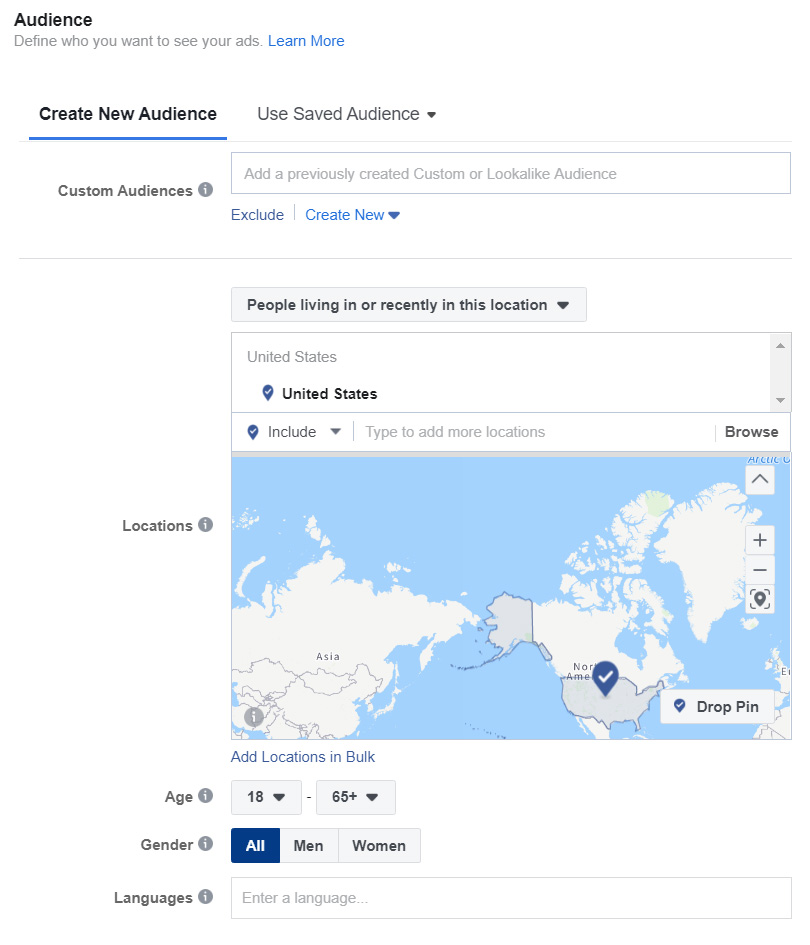 Audience
Define who you want to see your ads. Learn More
Create New Audience
Use Saved Audience
Custom Audiences
Add a previously created Custom or Lookalike Audience
Exclude
Create New
People living in or recently in this location
United States
United States
Include
Type to add more locations
Browse
Locations
Arctic O
Asia
Nor
Ame
E
Drop Pin
Add Locations in Bulk
Age
18 - 65+
Gender
All
Men
Women
Languages
Enter a language...